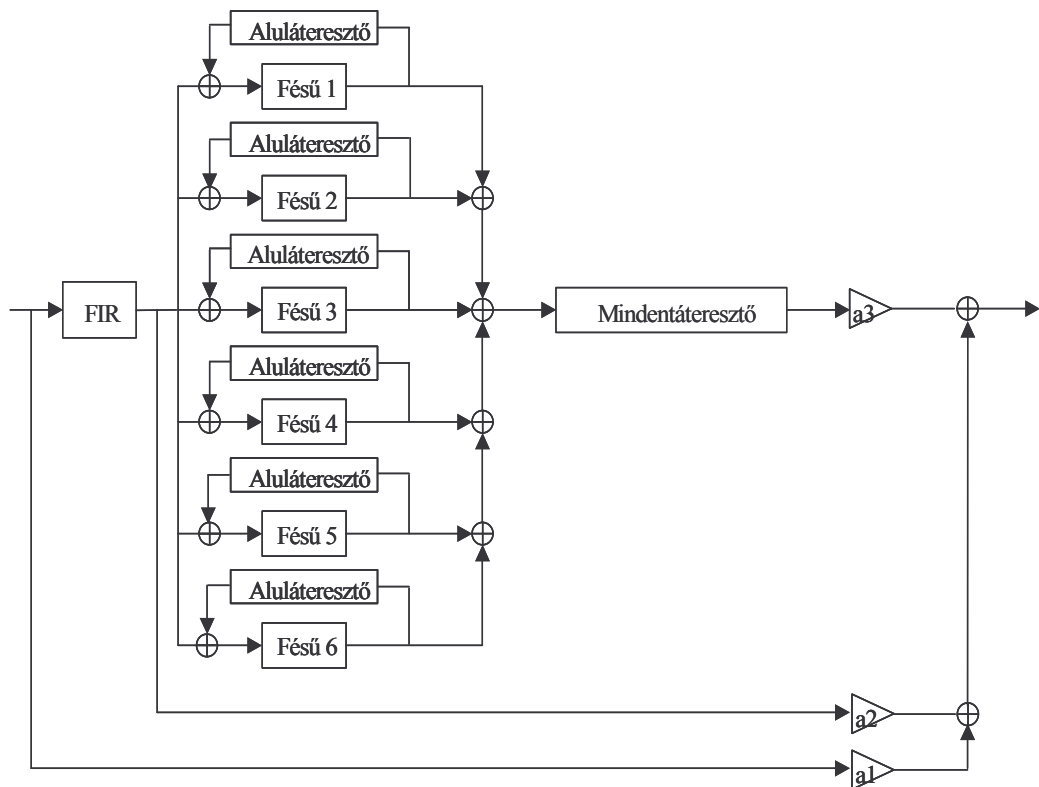 Aluláteresztő
Fésű 1
Aluláteresztő
Fésű 2
Aluláteresztő
FIR
Fésű 3
Mindentáteresztő
a3
Aluláteresztő
Fésű 4
Aluláteresztő
Fésű 5
Aluláteresztő
Fésű 6
a2
a1